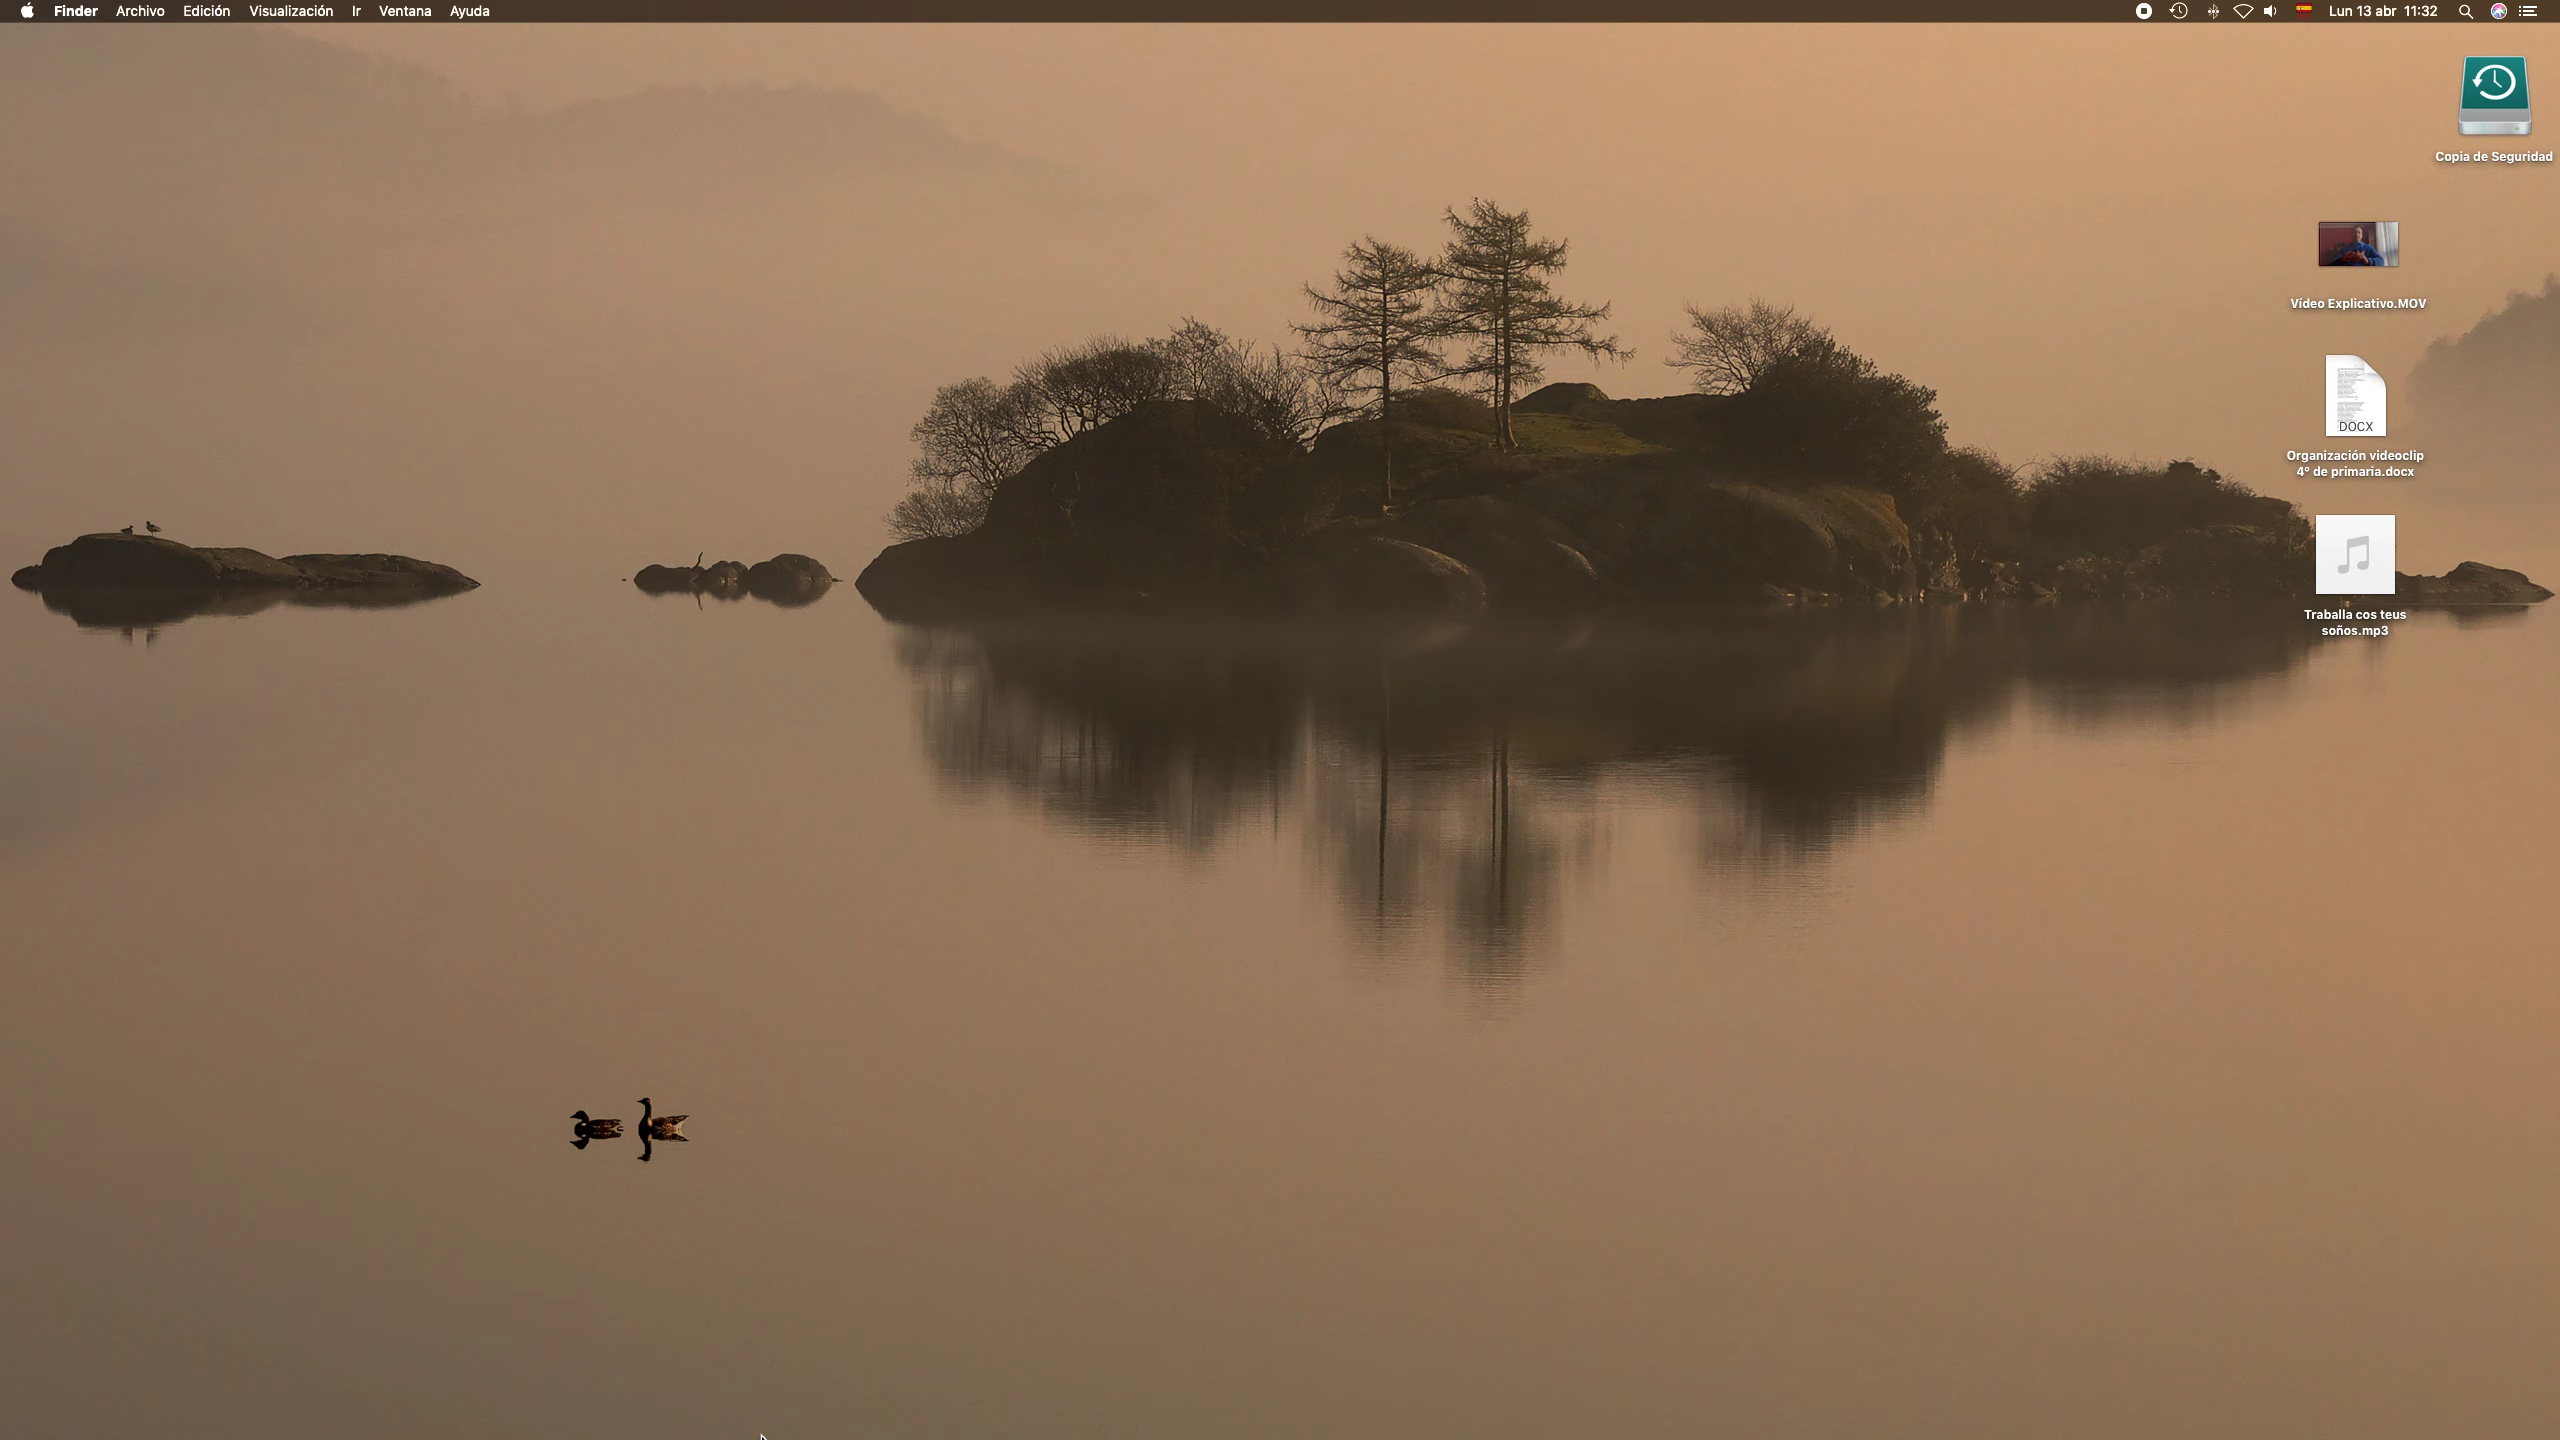 Finder Archivo Edición Visualización Ir Ventana Ayuda
Lun 13 abr 11:32
Copia de Seguridad
Vídeo Explicativo.MOV
DOCX
Organización videoclip
4º de primaria.docx
Traballa cos teus
soños.mp3